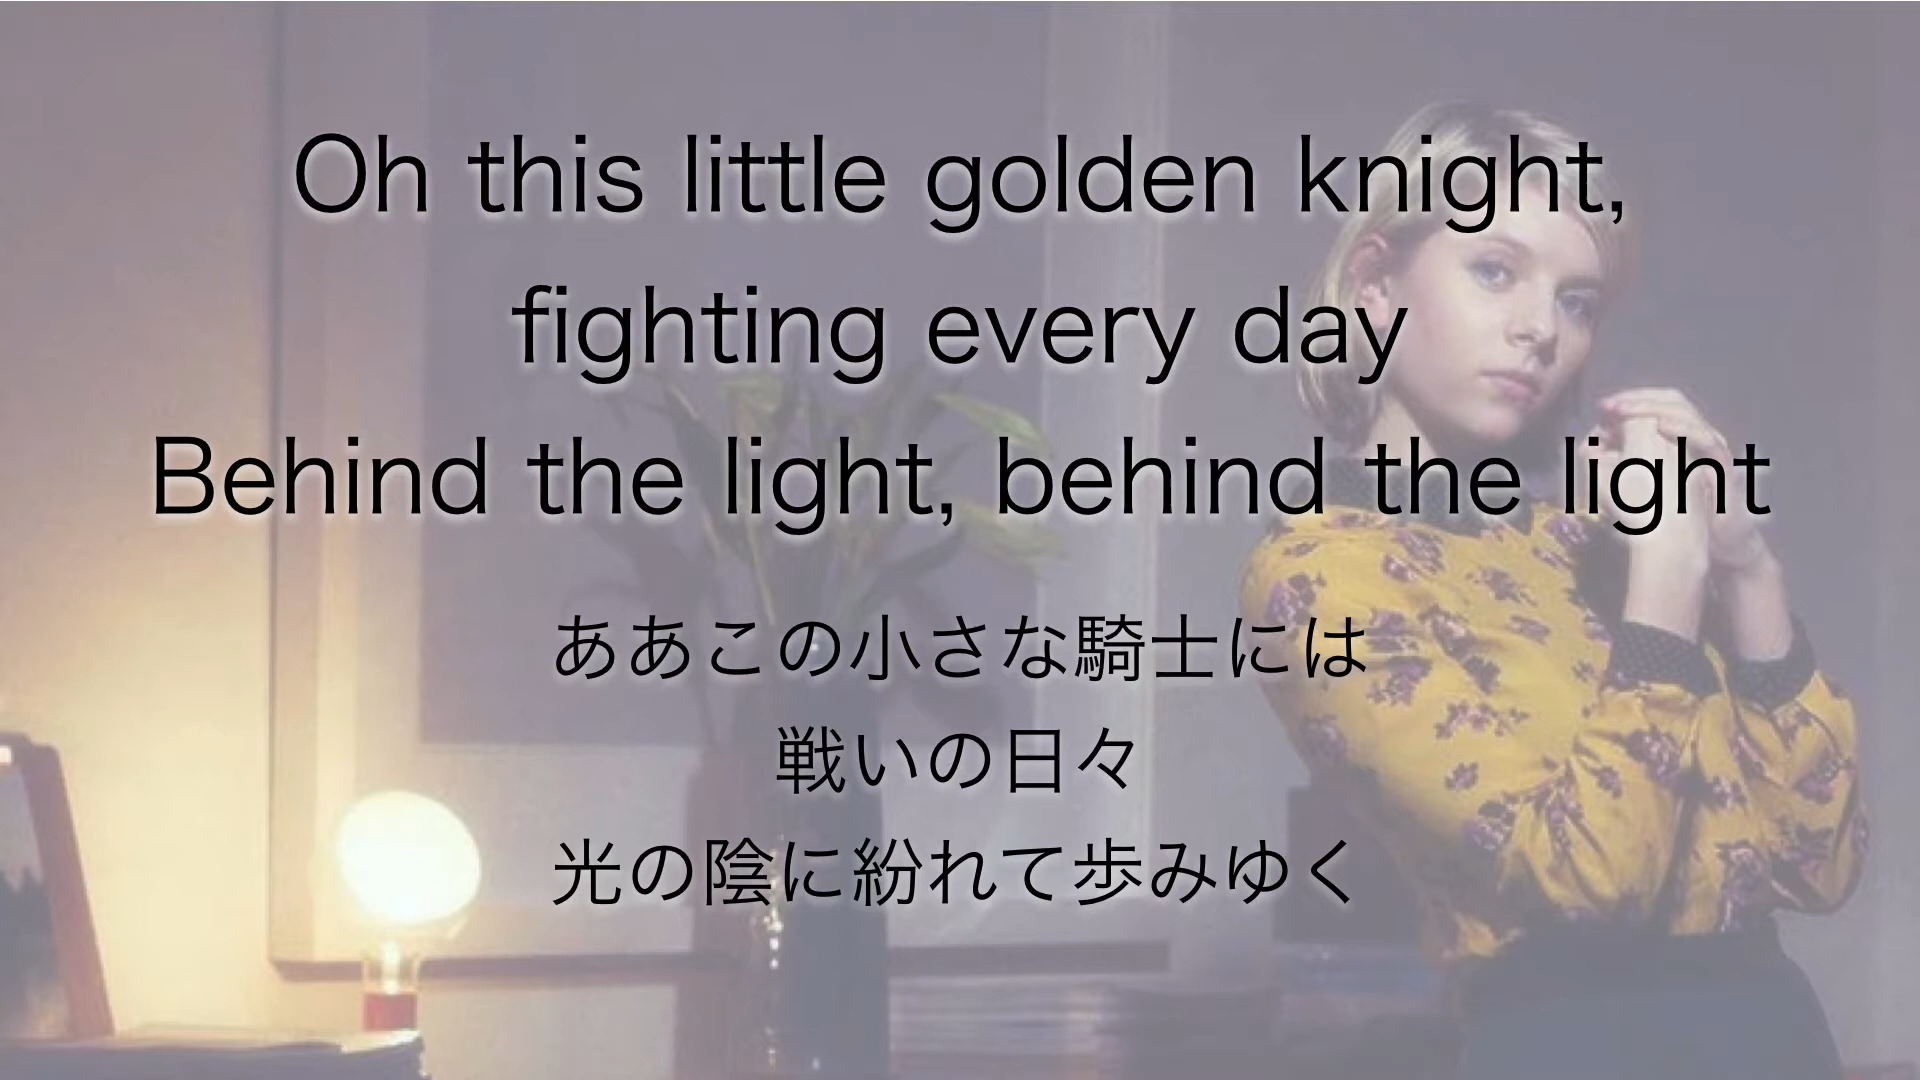 Oh this little golden knight,
fighting every day
Behind the light, behind the light
ああこの小さな騎士には
戦いの日々
光の陰に紛れて歩みゆく